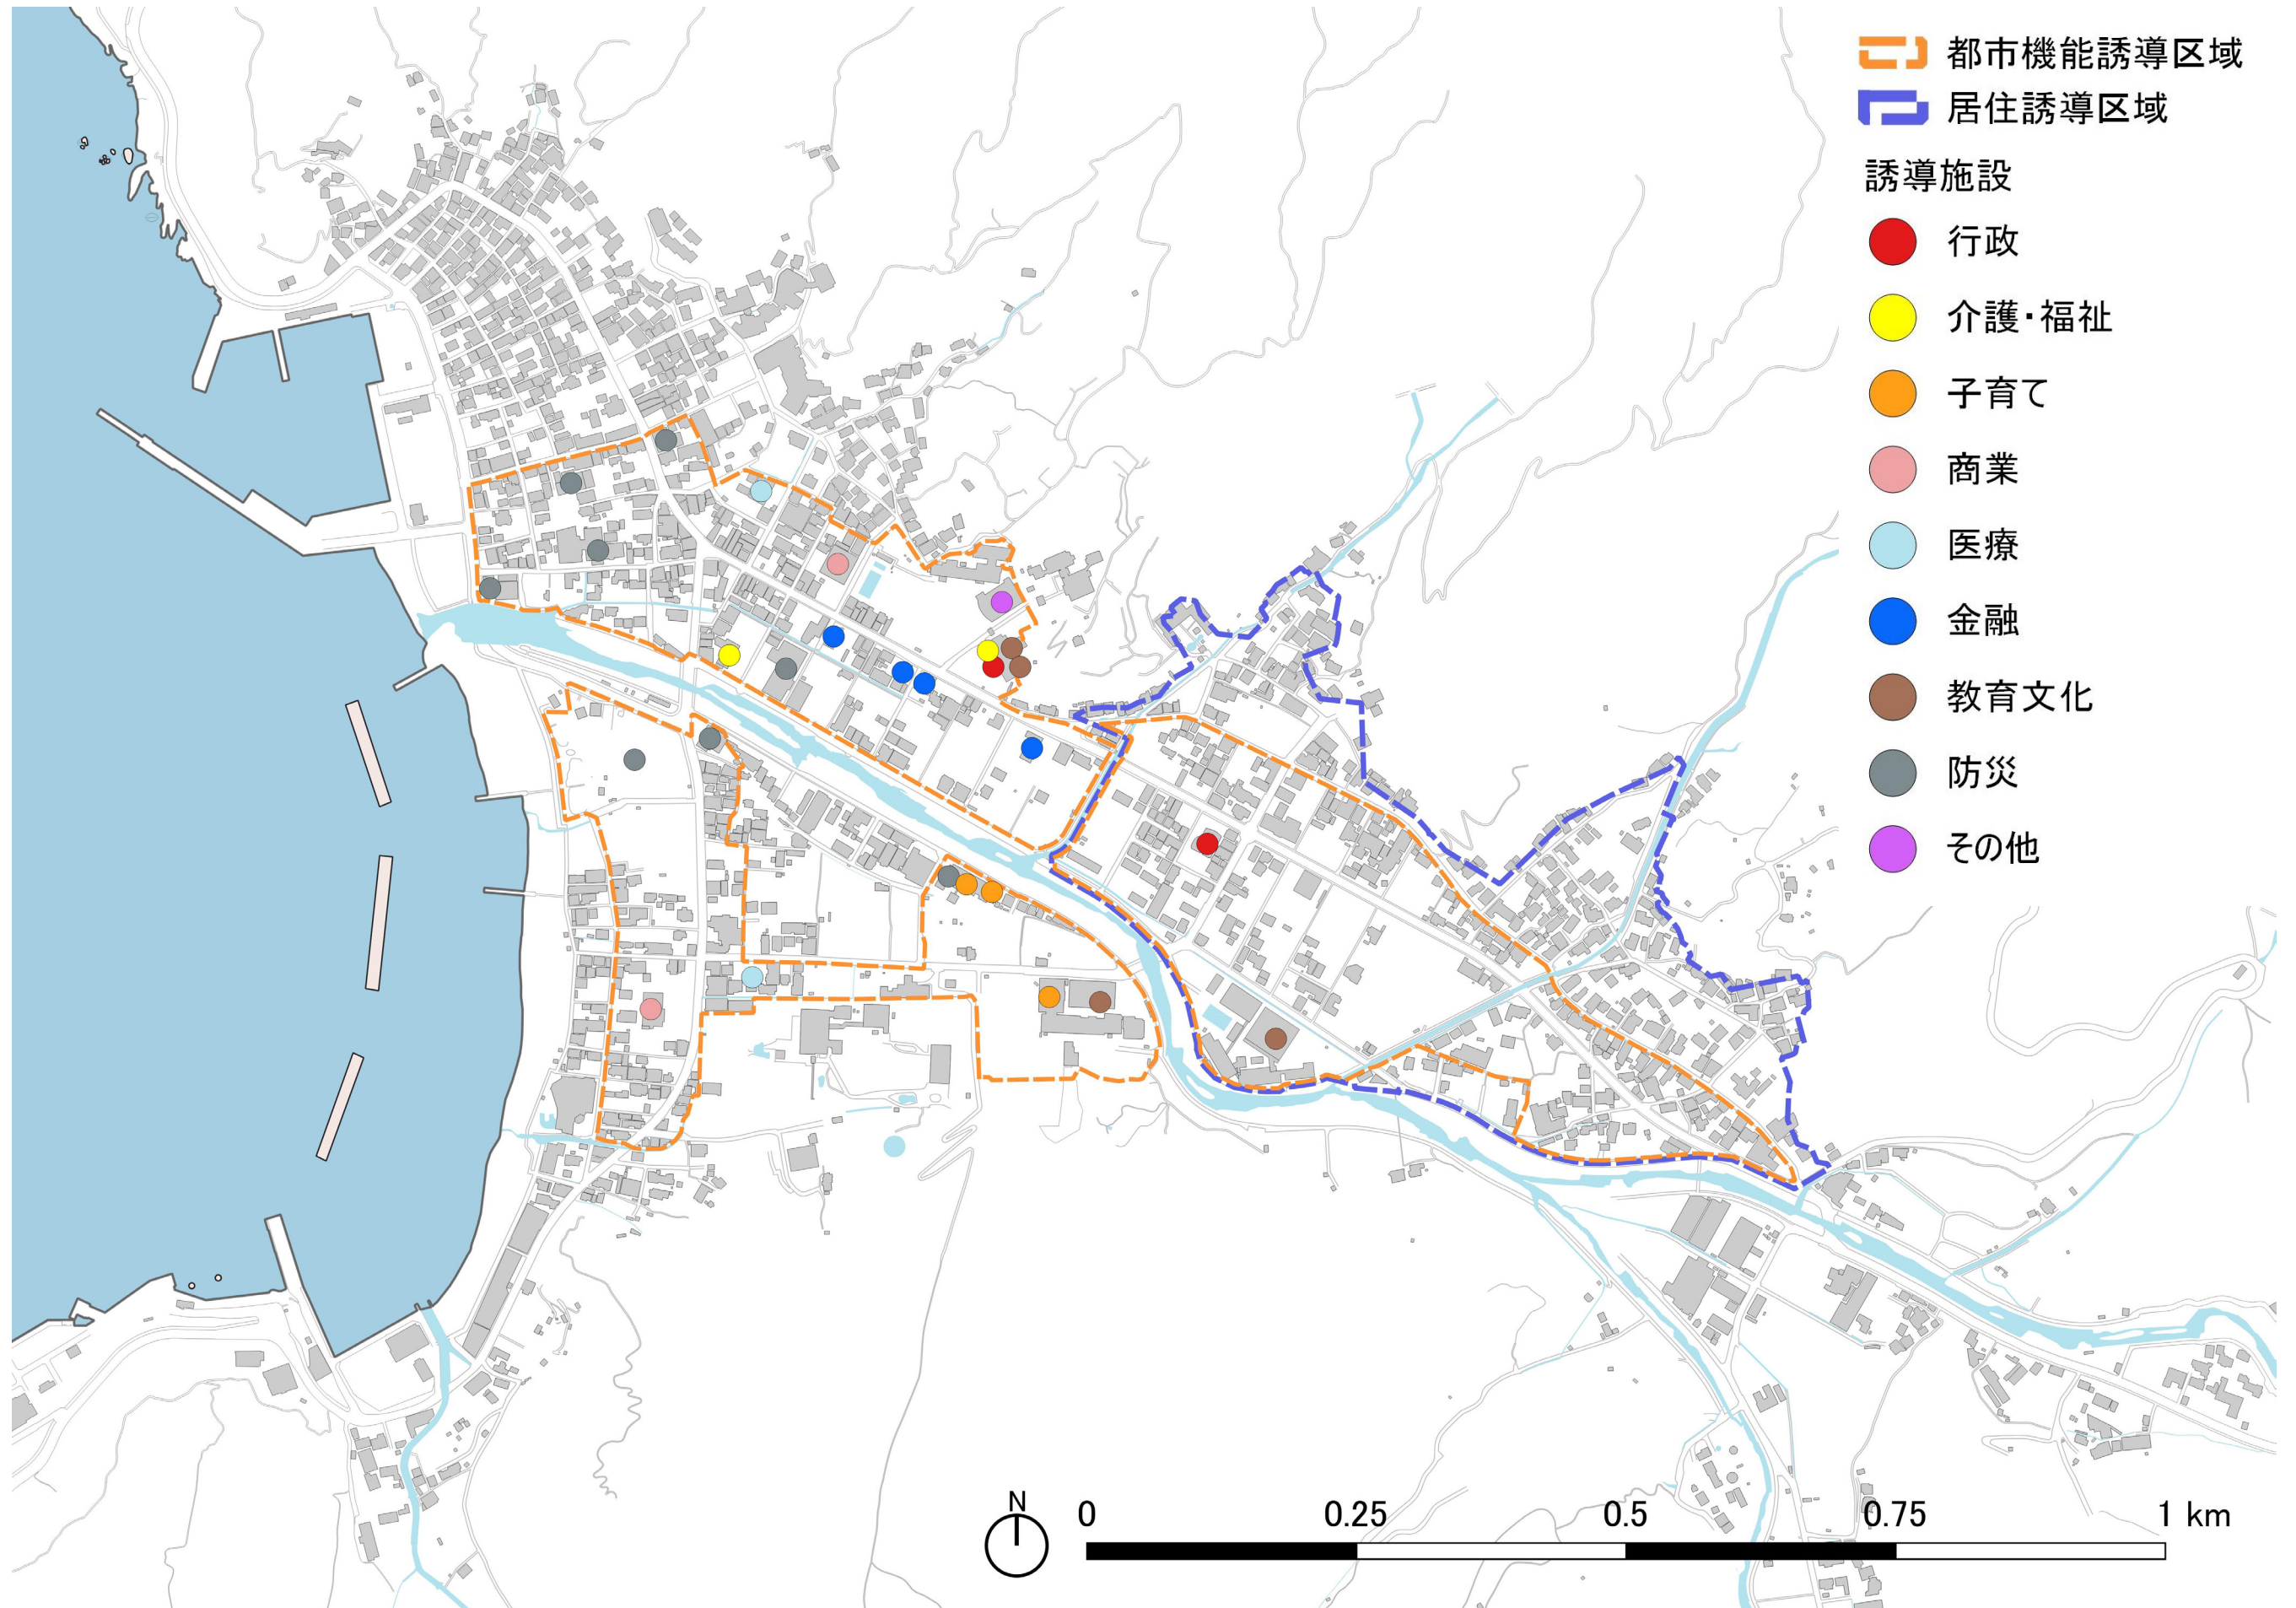 都市機能誘導区域
居住誘導区域
誘導施設
行政
介護・福祉
子育て
商業
医療
金融
教育文化
防災
その他
N
0 0.25 0.5 0.75 1 km